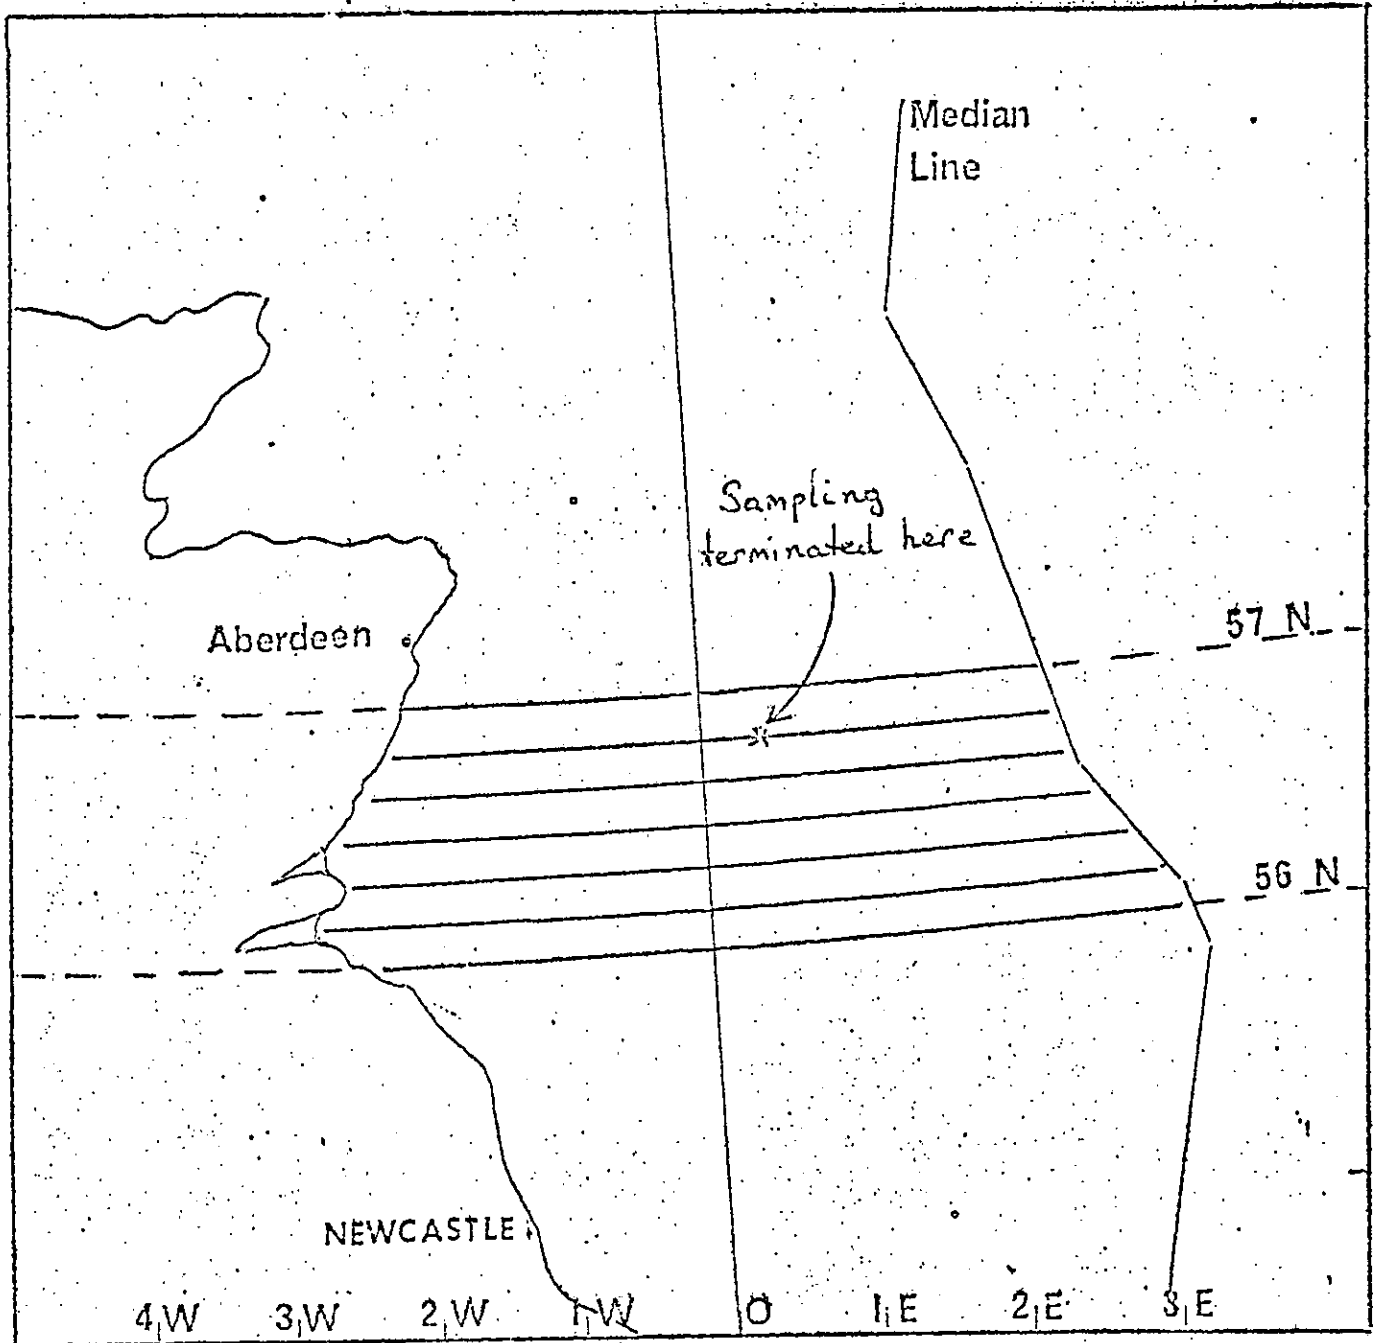 Median
Line
Sampling
terminated here
Aberdeen
57 N
56 N
NEWCASTLE
4 W 3 W 2 W 1 W 0 1 E 2 E 3 E